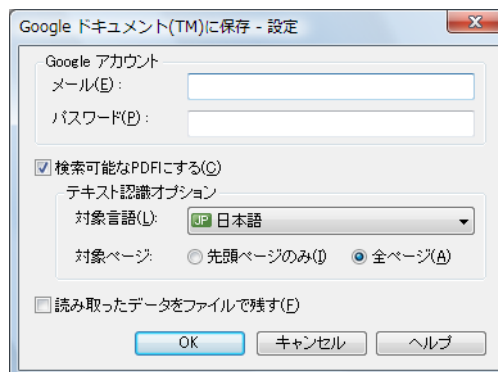 Google ドキュメント(TM)に保存 - 設定
Google アカウント
メール(E):
パスワード(P):
検索可能なPDFにする(C)
テキスト認識オプション
対象言語(L): JP 日本語
対象ページ: 先頭ページのみ(I) 全ページ(A)
読み取ったデータをファイルで残す(F)
OK キャンセル ヘルプ